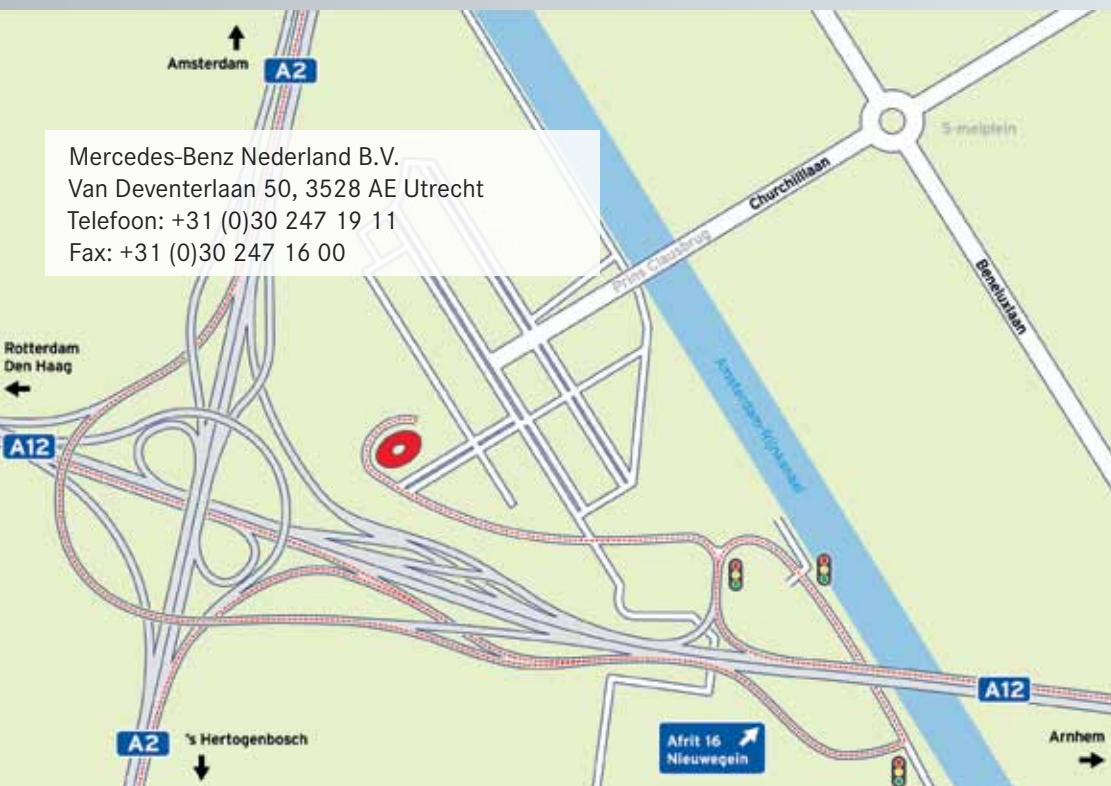 Amsterdam
A2
Mercedes-Benz Nederland B.V.
Van Deventerlaan 50, 3528 AE Utrecht
Telefoon: +31 (0)30 247 19 11
Fax: +31 (0)30 247 16 00
5-meiplein
Churchilllaan
Prins Clausbrug
Beneluxlaan
Rotterdam
Den Haag
A12
Amsterdam-Rijnkanaal
A12
A2
's Hertogenbosch
Afrit 16
Nieuwegein
Arnhem